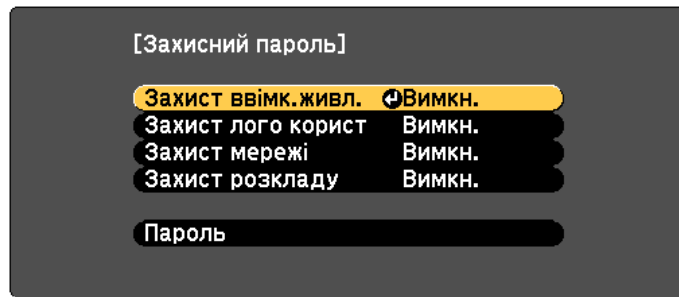 [Захисний пароль]
Захист ввімк.живл. Вимкн.
Захист лого корист Вимкн.
Захист мережі Вимкн.
Захист розкладу Вимкн.
Пароль